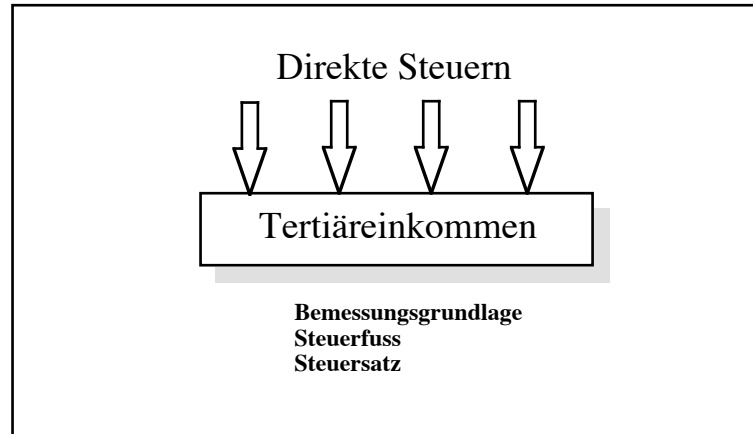 Direkte Steuern
Tertiäreinkommen
Bemessungsgrundlage
Steuerfuss
Steuersatz